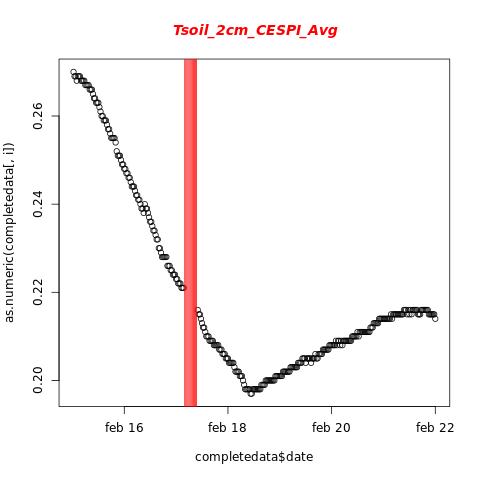 Tsoil_2cm_CESPI_Avg
as.numeric(completedata[, i])
0.26
0.24
0.22
0.20
feb 16
feb 18
feb 20
feb 22
completedata$date